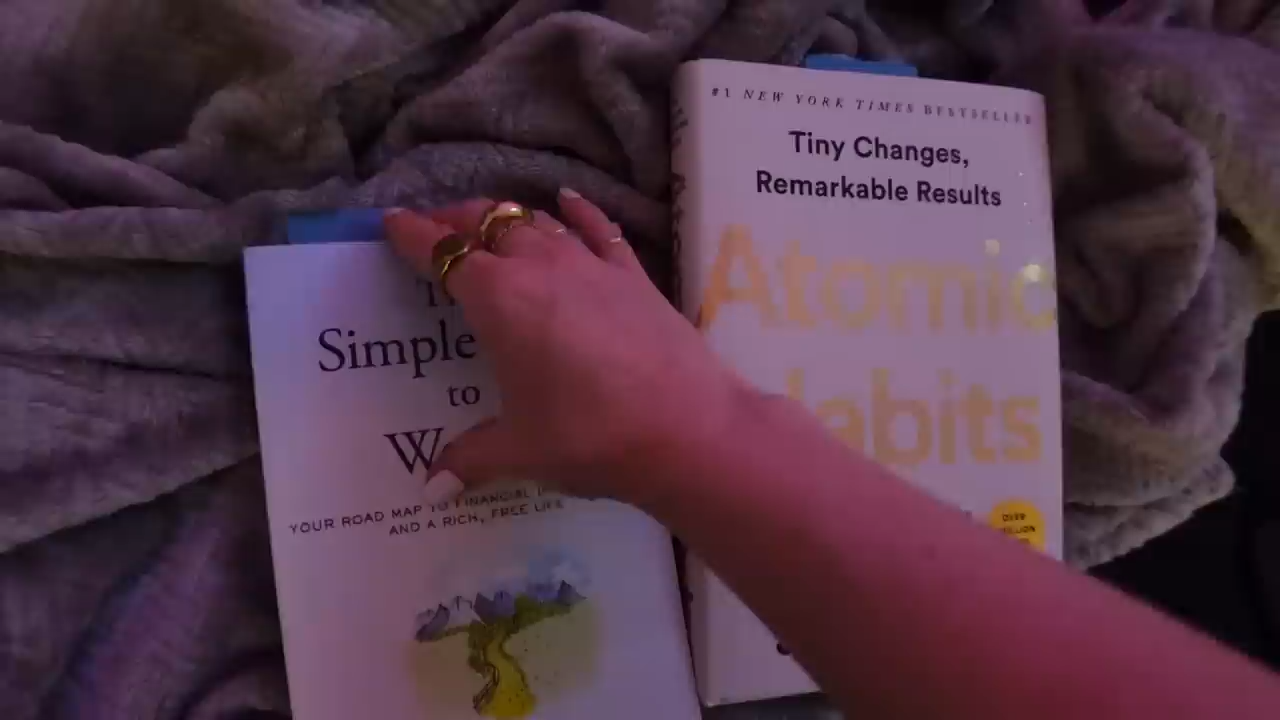 Simple
to
YOUR ROAD MAP TO FINANCIAL
AND A RICH, FREE LIFE
#1 NEW YORK TIMES BESTSELLER
Tiny Changes,
Remarkable Results
Atomic
Habits
OVER